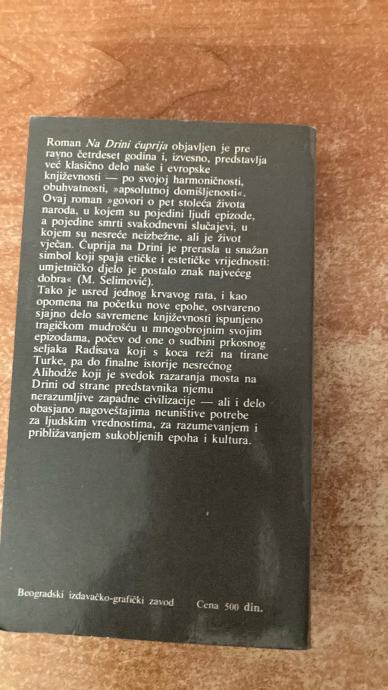 Roman Na Drini ćuprija objavljen je pre
ravno četrdeset godina i, izvesno, predstavlja
već klasično delo naše i evropske
književnosti — po svojoj harmoničnosti,
obuhvatnosti, »apsolutnoj domišljenosti«.
Ovaj roman »govori o pet stoleća života
naroda, u kojem su pojedini ljudi epizode,
a pojedine smrti svakodnevni slučajevi, u
kojem su nesreće neizbežne, ali je život
vječan. Ćuprija na Drini je prerasla u snažan
simbol koji spaja etičke i estetičke vrijednosti:
umjetničko djelo je postalo znak najvećeg
dobra« (M. Selimović).
Tako je usred jednog krvavog rata, i kao
opomena na početku nove epohe, ostvareno
sjajno delo savremene književnosti ispunjeno
tragičkom mudrošću u mnogobrojnim svojim
epizodama, počev od one o sudbini prkosnog
seljaka Radisava koji s koca reži na tirane
Turke, pa do finalne istorije nesrećnog
Alihodže koji je svedok razaranja mosta na
Drini od strane predstavnika njemu
nerazumljive zapadne civilizacije — ali i delo
obasjano nagoveštajima neuništive potrebe
za ljudskim vrednostima, za razumevanjem i
približavanjem sukobljenih epoha i kultura.
Beogradski izdavačko-grafički zavod Cena 500 din.